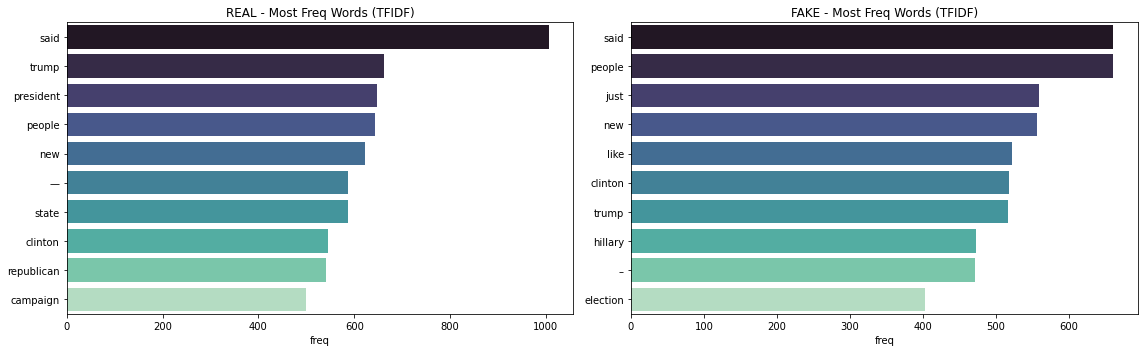 REAL - Most Freq Words (TFIDF)
said
trump
president
people
new
—
state
clinton
republican
campaign
0 200 400 600 800 1000
freq
FAKE - Most Freq Words (TFIDF)
said
people
just
new
like
clinton
trump
hillary
–
election
0 100 200 300 400 500 600
freq